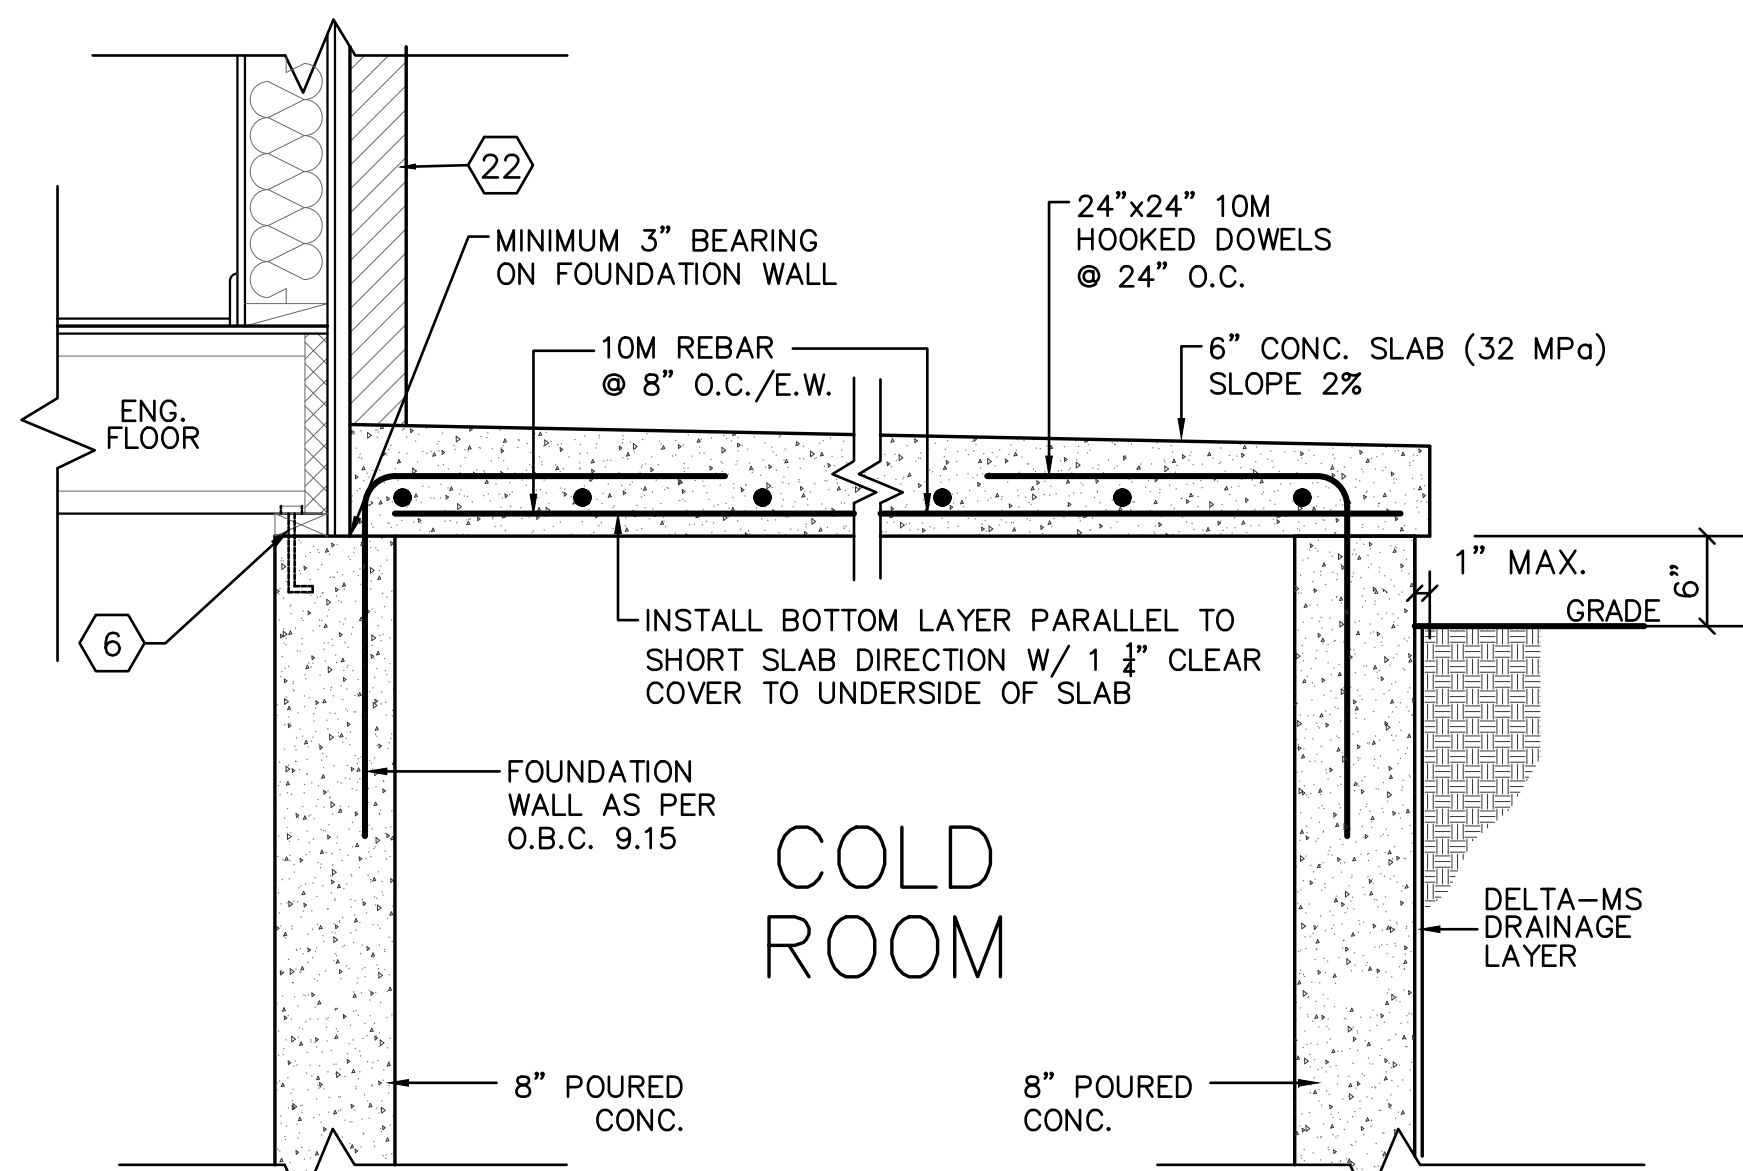 22
MINIMUM 3" BEARING
ON FOUNDATION WALL
24"x24" 10M
HOOKED DOWELS
@ 24" O.C.
10M REBAR
@ 8" O.C./E.W.
6" CONC. SLAB (32 MPa)
SLOPE 2%
ENG.
FLOOR
1" MAX.
6"
GRADE
6
INSTALL BOTTOM LAYER PARALLEL TO
SHORT SLAB DIRECTION W/ 1 1/4" CLEAR
COVER TO UNDERSIDE OF SLAB
FOUNDATION
WALL AS PER
O.B.C. 9.15
COLD
ROOM
DELTA-MS
DRAINAGE
LAYER
8" POURED
CONC.
8" POURED
CONC.